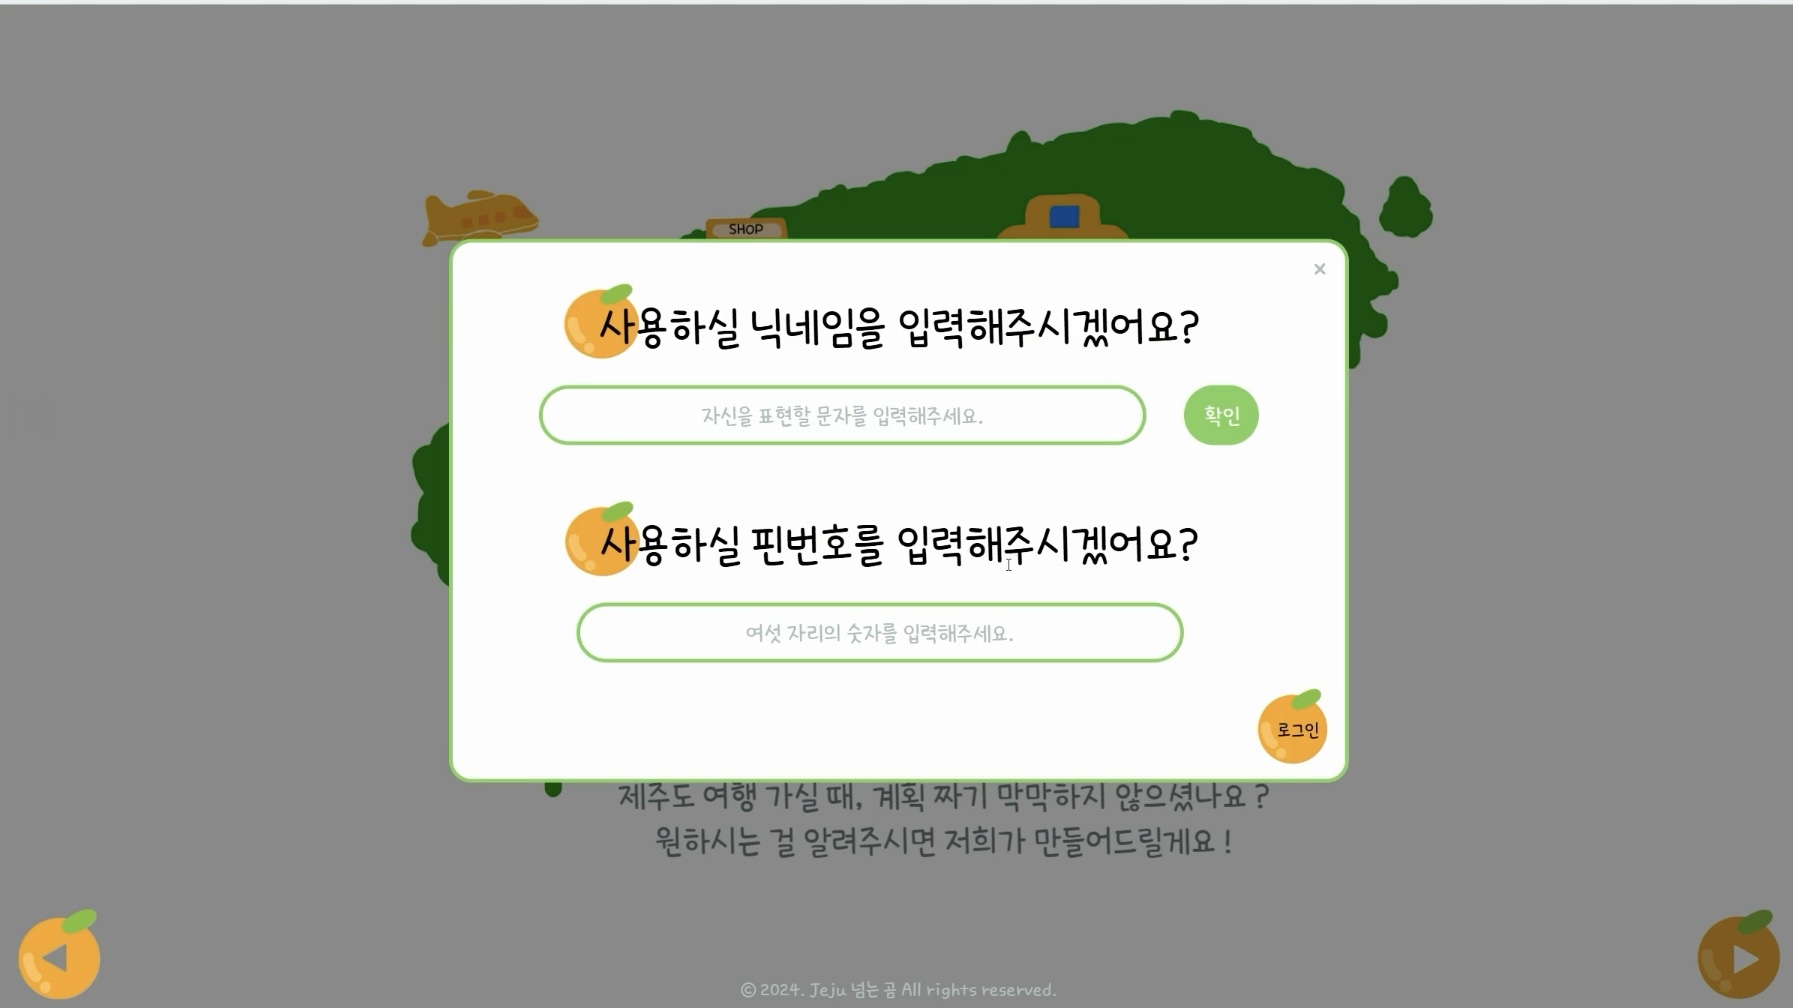 SHOP
×
사용하실 닉네임을 입력해주시겠어요?
자신을 표현할 문자를 입력해주세요.
확인
사용하실 핀번호를 입력해주시겠어요?
여섯 자리의 숫자를 입력해주세요.
로그인
제주도 여행 가실 때, 계획 짜기 막막하지 않으셨나요 ?
원하시는 걸 알려주시면 저희가 만들어드릴게요 !
© 2024. Jeju 넘는 곰 All rights reserved.